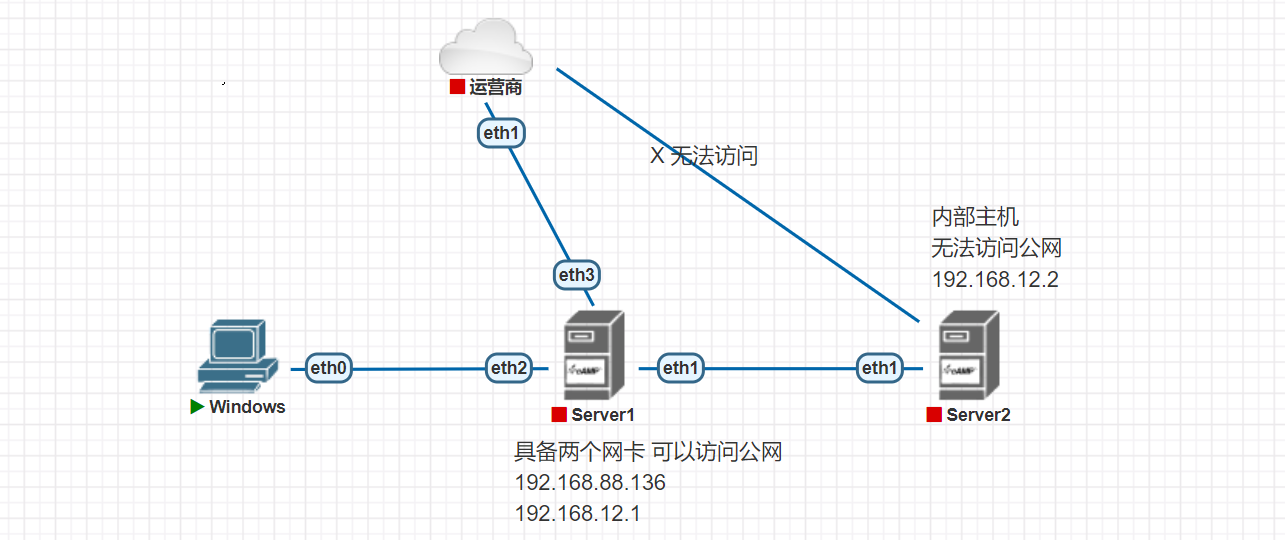 运营商
eth1
X 无法访问
内部主机
无法访问公网
192.168.12.2
eth3
eth0
eth2
eth1
eth1
Windows
Server1
Server2
具备两个网卡 可以访问公网
192.168.88.136
192.168.12.1